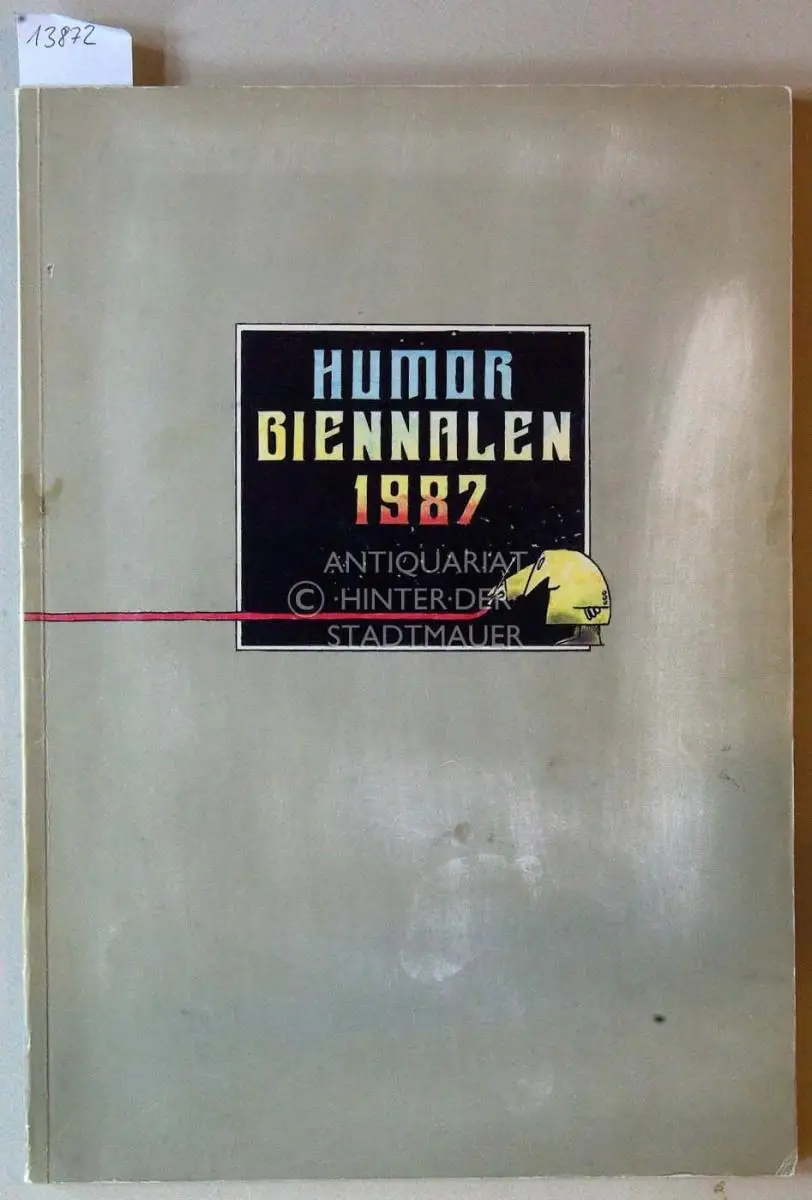 13872
HUMOR
BIENNALEN
1987
ANTIQUARIAT
© ·HINTER·DER·
STADTMAUER